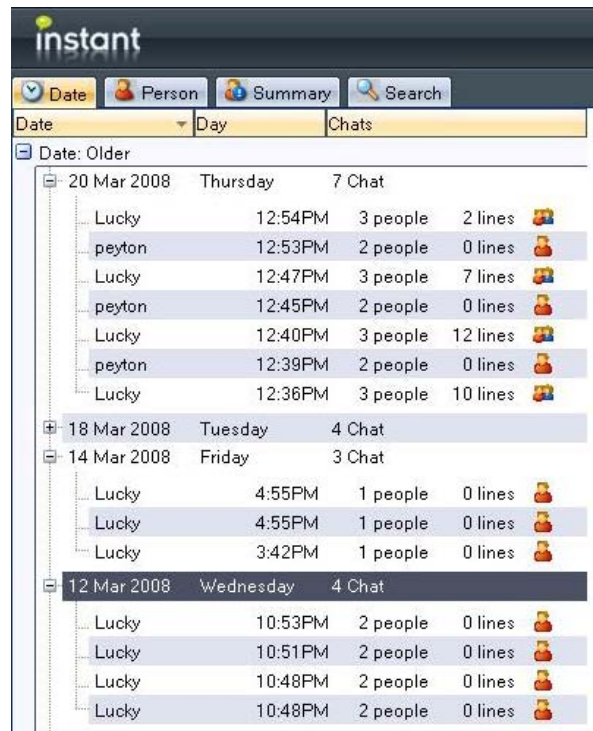 instant
Date Person Summary Search
Date Day Chats
Date: Older
20 Mar 2008 Thursday 7 Chat
Lucky 12:54PM 3 people 2 lines
peyton 12:53PM 2 people 0 lines
Lucky 12:47PM 3 people 7 lines
peyton 12:45PM 2 people 0 lines
Lucky 12:40PM 3 people 12 lines
peyton 12:39PM 2 people 0 lines
Lucky 12:36PM 3 people 10 lines
18 Mar 2008 Tuesday 4 Chat
14 Mar 2008 Friday 3 Chat
Lucky 4:55PM 1 people 0 lines
Lucky 4:55PM 1 people 0 lines
Lucky 3:42PM 1 people 0 lines
12 Mar 2008 Wednesday 4 Chat
Lucky 10:53PM 2 people 0 lines
Lucky 10:51PM 2 people 0 lines
Lucky 10:48PM 2 people 0 lines
Lucky 10:48PM 2 people 0 lines